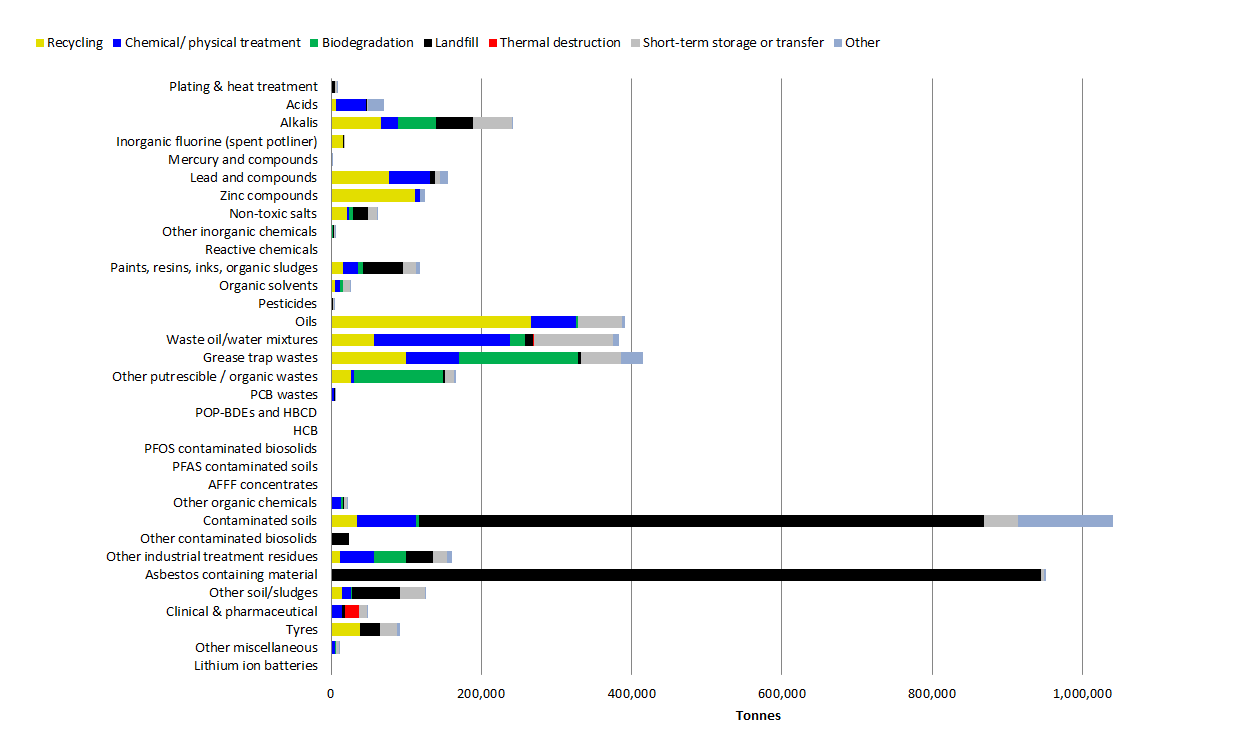 Recycling Chemical/ physical treatment Biodegradation Landfill Thermal destruction Short-term storage or transfer Other
Plating & heat treatment
Acids
Alkalis
Inorganic fluorine (spent potliner)
Mercury and compounds
Lead and compounds
Zinc compounds
Non-toxic salts
Other inorganic chemicals
Reactive chemicals
Paints, resins, inks, organic sludges
Organic solvents
Pesticides
Oils
Waste oil/water mixtures
Grease trap wastes
Other putrescible / organic wastes
PCB wastes
POP-BDEs and HBCD
HCB
PFOS contaminated biosolids
PFAS contaminated soils
AFFF concentrates
Other organic chemicals
Contaminated soils
Other contaminated biosolids
Other industrial treatment residues
Asbestos containing material
Other soil/sludges
Clinical & pharmaceutical
Tyres
Other miscellaneous
Lithium ion batteries
0 200,000 400,000 600,000 800,000 1,000,000
Tonnes